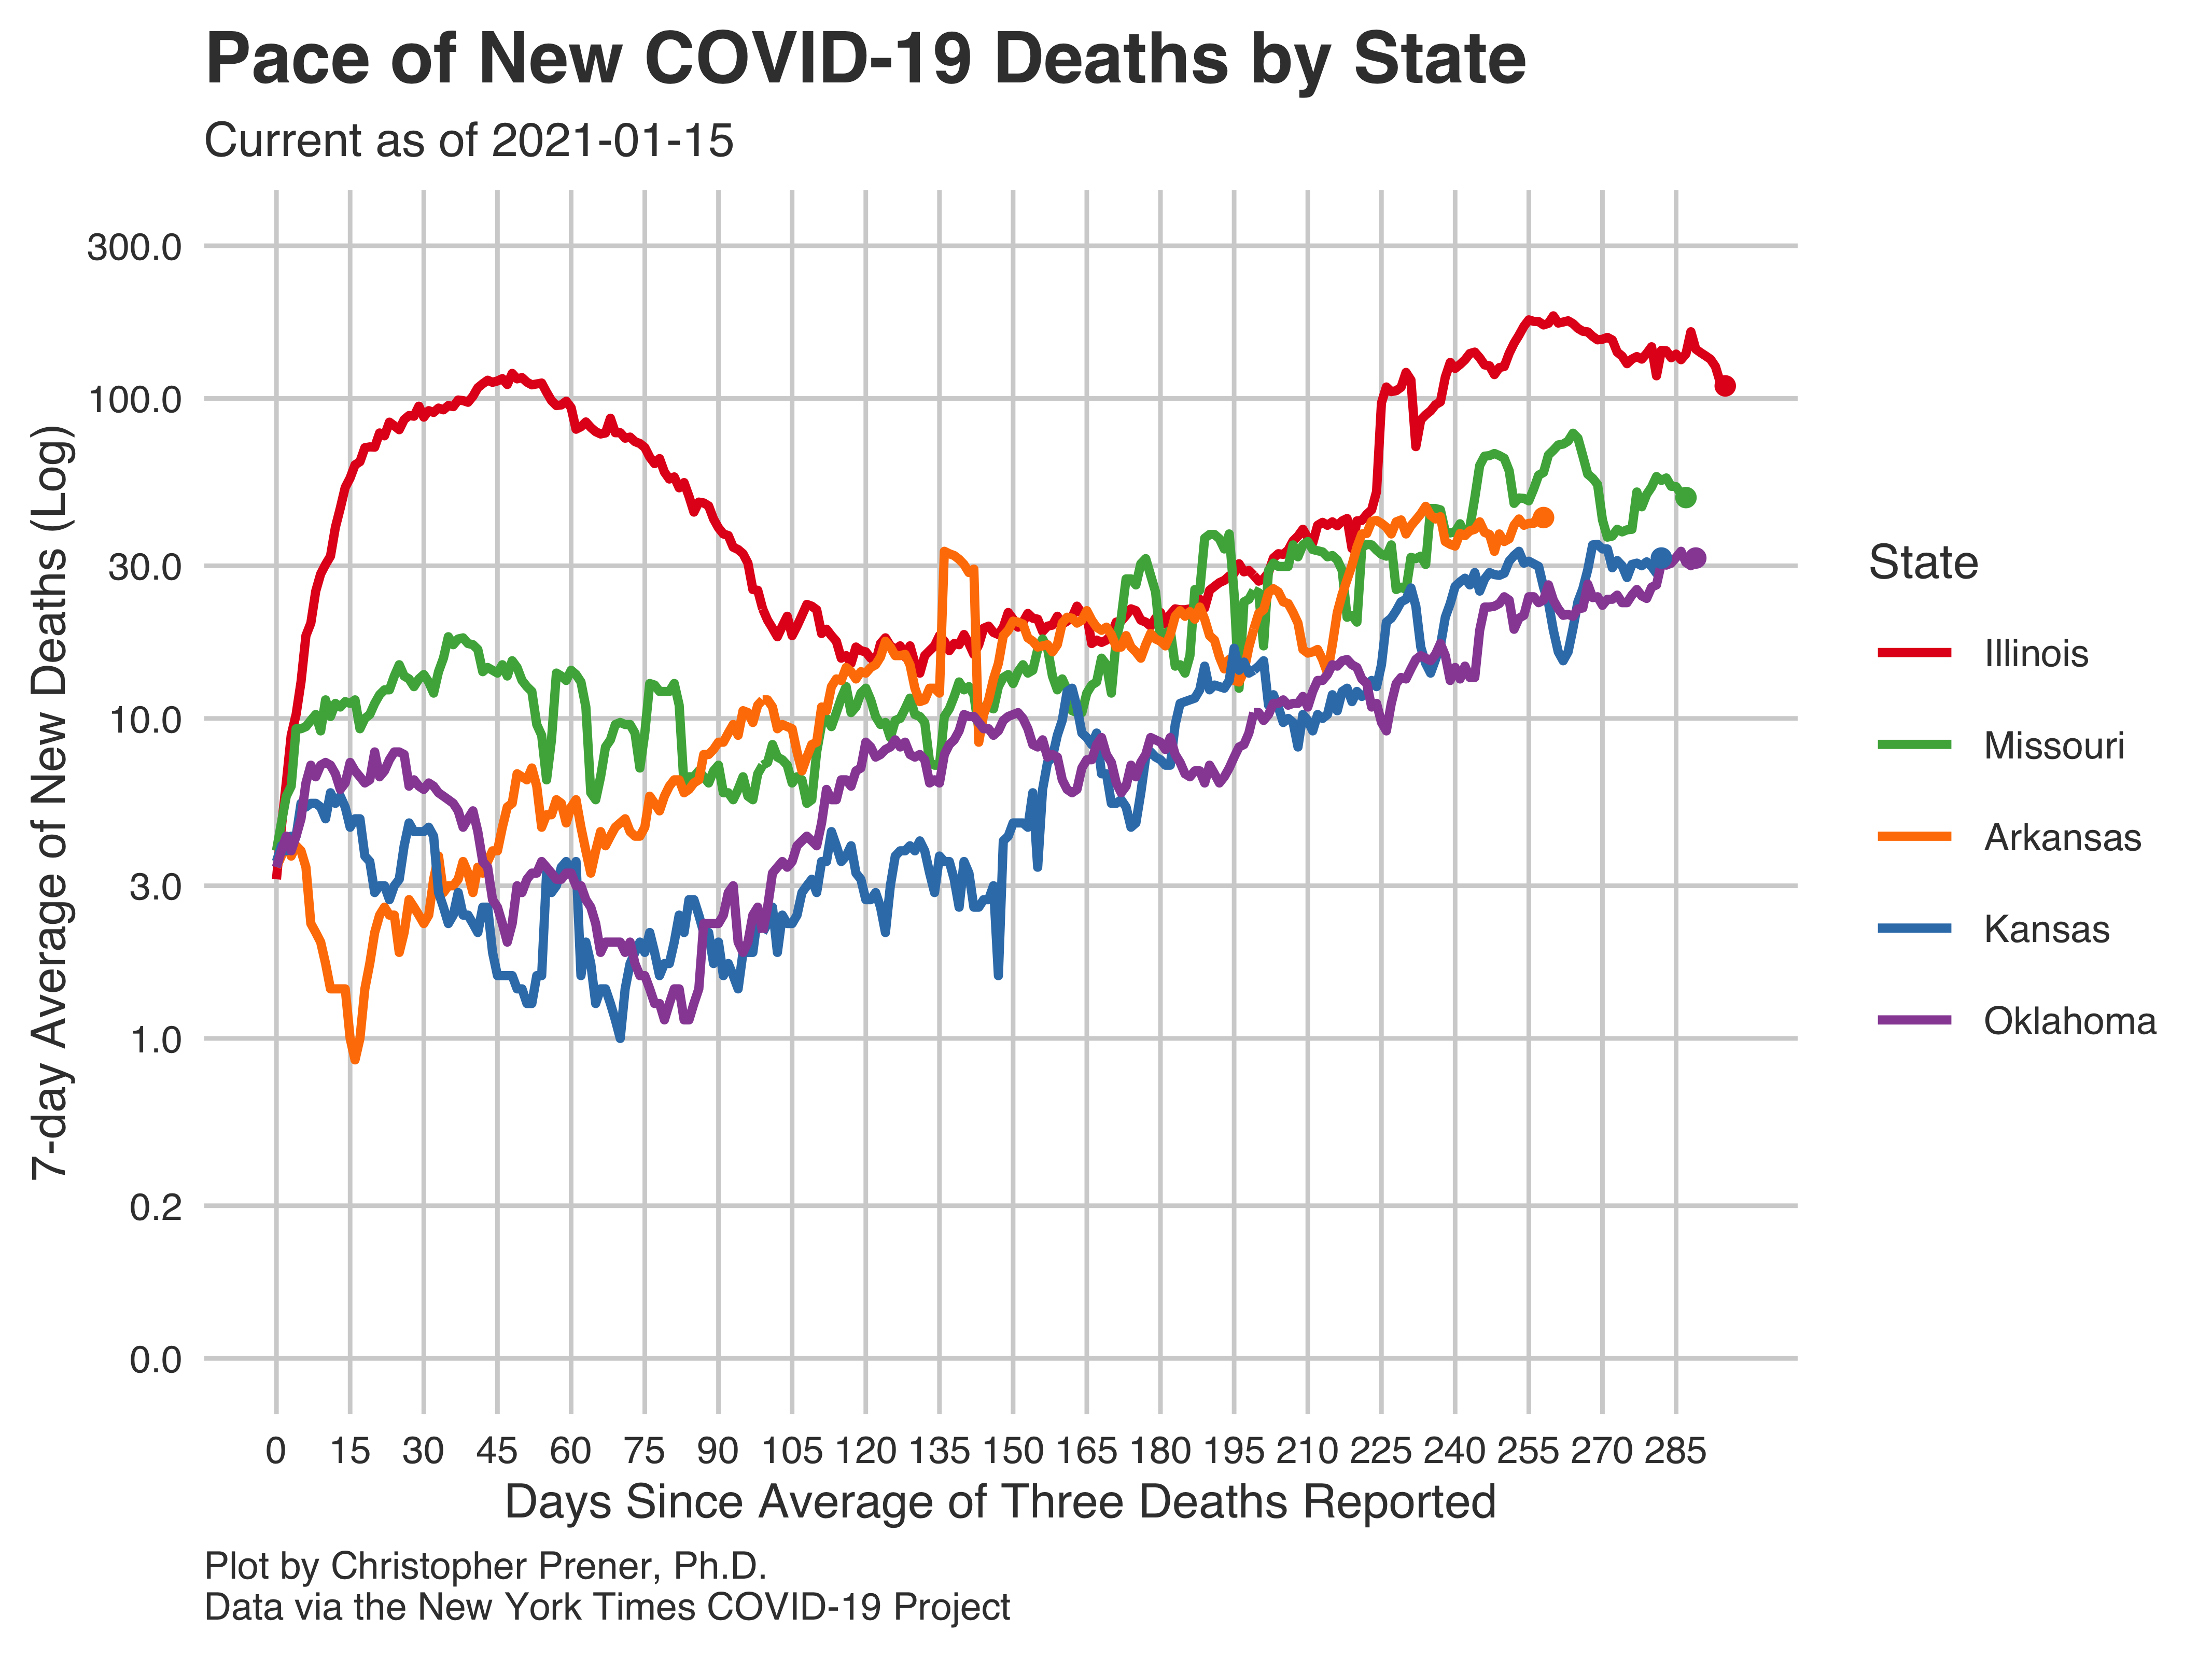 Pace of New COVID-19 Deaths by State
Current as of 2021-01-15
7-day Average of New Deaths (Log)
300.0
100.0
30.0
10.0
3.0
1.0
0.2
0.0
0 15 30 45 60 75 90 105 120 135 150 165 180 195 210 225 240 255 270 285
Days Since Average of Three Deaths Reported
State
Illinois
Missouri
Arkansas
Kansas
Oklahoma
Plot by Christopher Prener, Ph.D.
Data via the New York Times COVID-19 Project